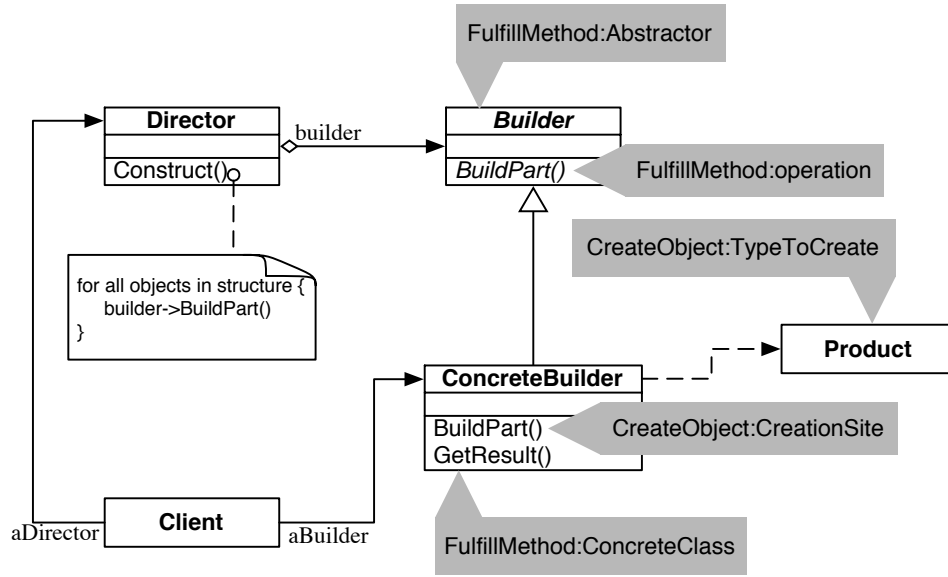 FulfillMethod:Abstractor
Director
builder
Builder
Construct()
BuildPart()
FulfillMethod:operation
CreateObject:TypeToCreate
for all objects in structure {
builder->BuildPart()
}
Product
ConcreteBuilder
BuildPart()
CreateObject:CreationSite
GetResult()
Client
aDirector
aBuilder
FulfillMethod:ConcreteClass